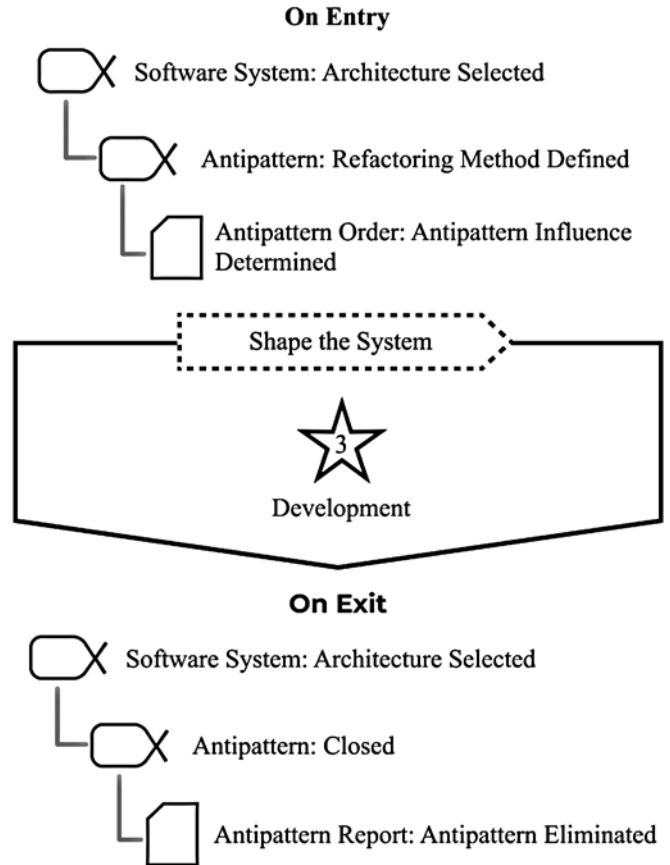 On Entry
Software System: Architecture Selected
Antipattern: Refactoring Method Defined
Antipattern Order: Antipattern Influence
Determined
Shape the System
3
Development
On Exit
Software System: Architecture Selected
Antipattern: Closed
Antipattern Report: Antipattern Eliminated